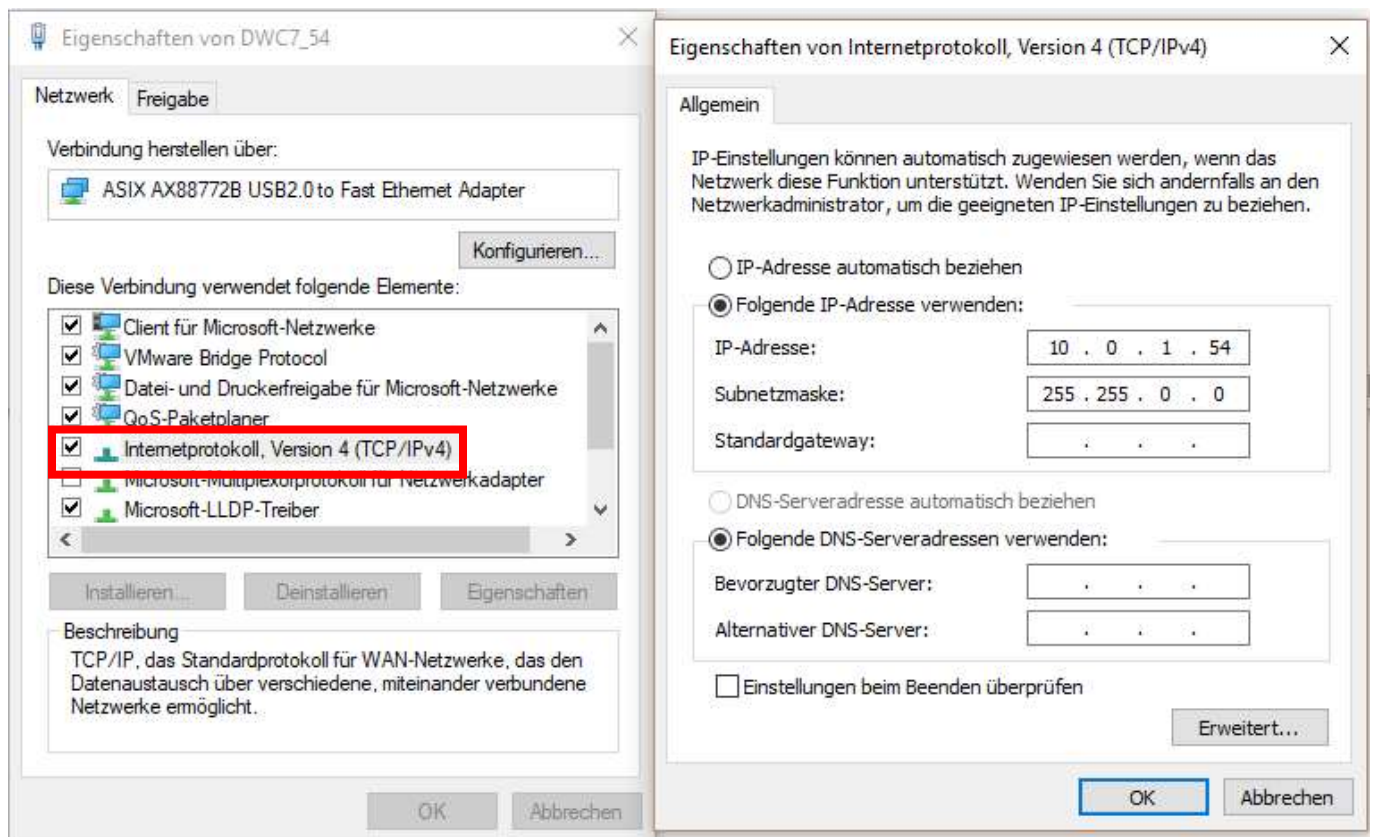 Eigenschaften von DWC7_54
Netzwerk Freigabe
Verbindung herstellen über:
ASIX AX88772B USB2.0 to Fast Ethernet Adapter
Konfigurieren...
Diese Verbindung verwendet folgende Elemente:
Client für Microsoft-Netzwerke
VMware Bridge Protocol
Datei- und Druckerfreigabe für Microsoft-Netzwerke
QoS-Paketplaner
Internetprotokoll, Version 4 (TCP/IPv4)
Microsoft-Multiplexorprotokoll für Netzwerkadapter
Microsoft-LLDP-Treiber
Installieren... Deinstallieren Eigenschaften
Beschreibung
TCP/IP, das Standardprotokoll für WAN-Netzwerke, das den
Datenaustausch über verschiedene, miteinander verbundene
Netzwerke ermöglicht.
OK Abbrechen
Eigenschaften von Internetprotokoll, Version 4 (TCP/IPv4)
Allgemein
IP-Einstellungen können automatisch zugewiesen werden, wenn das
Netzwerk diese Funktion unterstützt. Wenden Sie sich andernfalls an den
Netzwerkadministrator, um die geeigneten IP-Einstellungen zu beziehen.
IP-Adresse automatisch beziehen
Folgende IP-Adresse verwenden:
IP-Adresse: 10 . 0 . 1 . 54
Subnetzmaske: 255 . 255 . 0 . 0
Standardgateway: . . .
DNS-Serveradresse automatisch beziehen
Folgende DNS-Serveradressen verwenden:
Bevorzugter DNS-Server: . . .
Alternativer DNS-Server: . . .
Einstellungen beim Beenden überprüfen
Erweitert...
OK Abbrechen